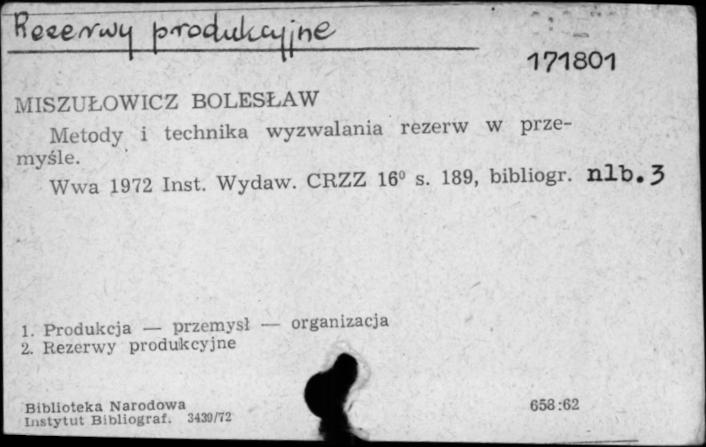 Rezerwy produkcyjne
171801
MISZUŁOWICZ BOLESŁAW
Metody i technika wyzwalania rezerw w prze-
myśle.
Wwa 1972 Inst. Wydaw. CRZZ 16⁰ s. 189, bibliogr. nlb.3
1. Produkcja — przemysł — organizacja
2. Rezerwy produkcyjne
Biblioteka Narodowa
Instytut Bibliograf. 3439/72
658:62